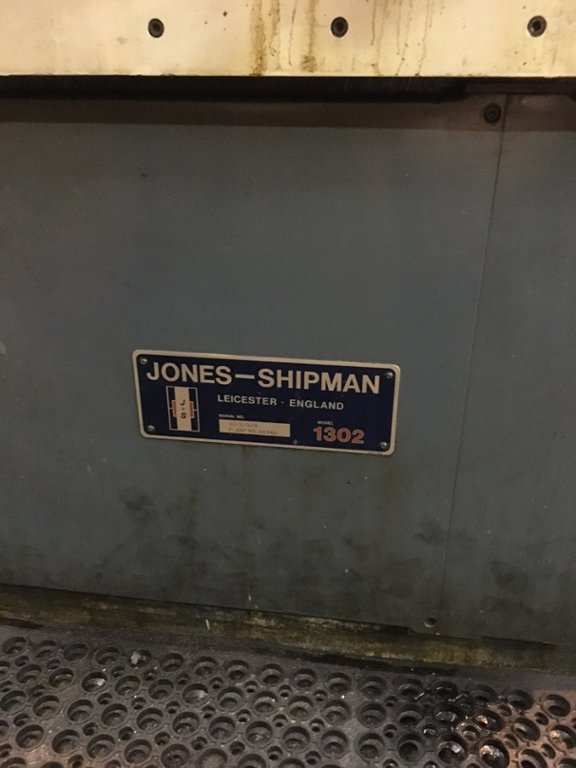 JONES—SHIPMAN
LEICESTER · ENGLAND
J
&
S
SERIAL NO
MODEL
1302